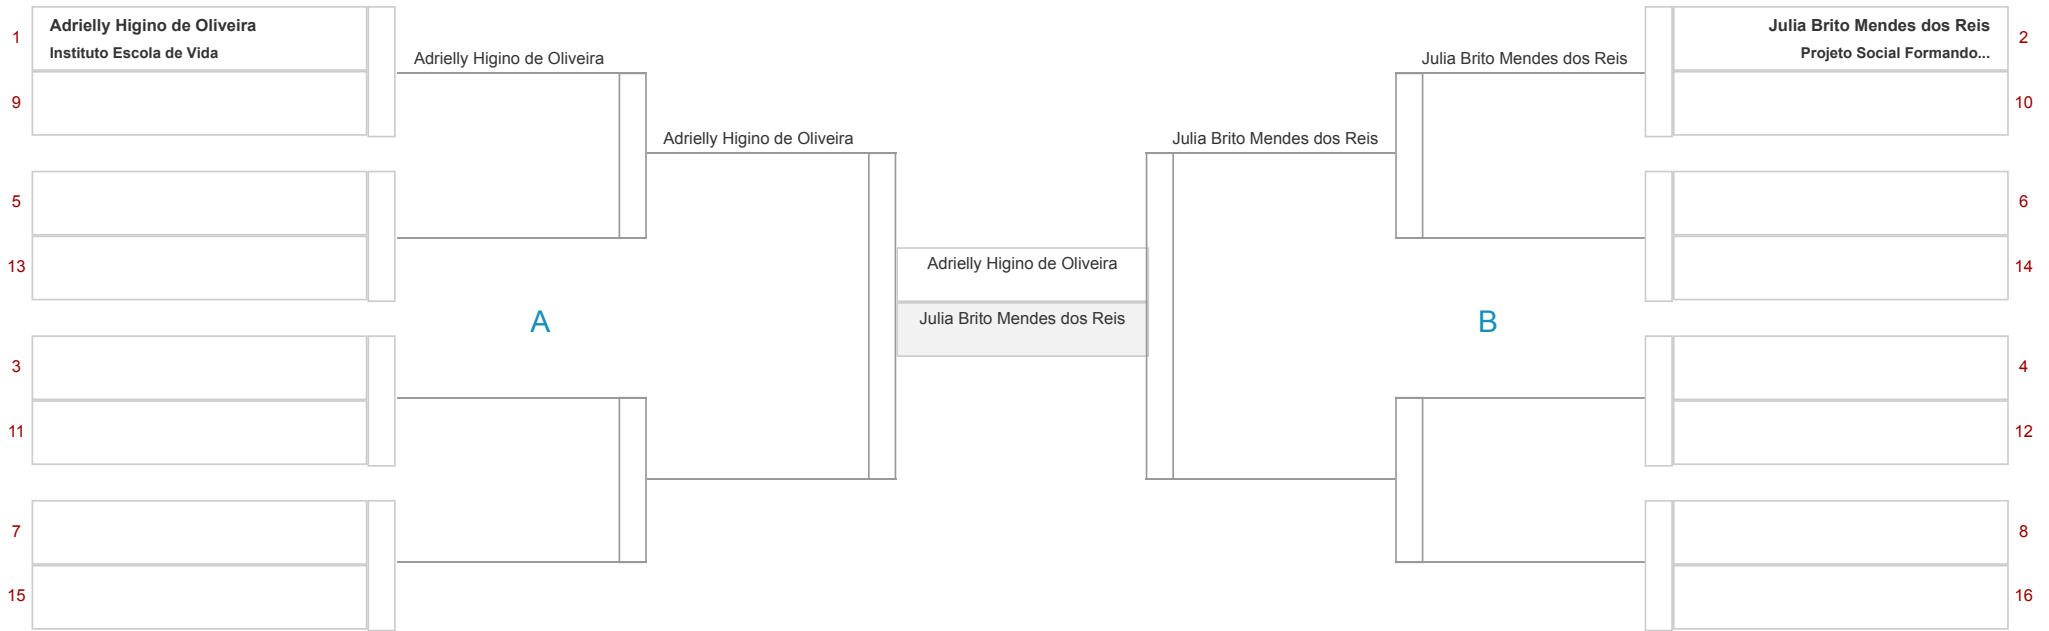 1
Adrielly Higino de Oliveira
Instituto Escola de Vida
9
5
13
3
11
7
15
Adrielly Higino de Oliveira
Adrielly Higino de Oliveira
A
Adrielly Higino de Oliveira
Julia Brito Mendes dos Reis
Julia Brito Mendes dos Reis
Julia Brito Mendes dos Reis
B
Julia Brito Mendes dos Reis
Projeto Social Formando...
2
10
6
14
4
12
8
16